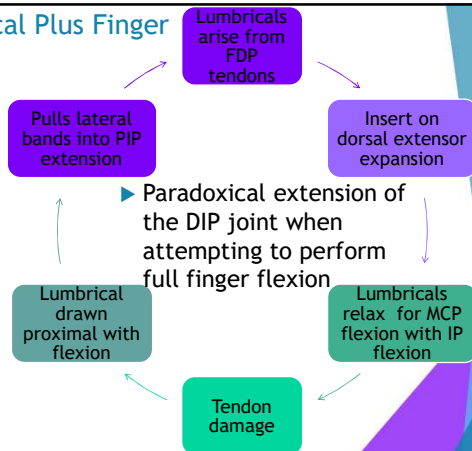 cal Plus Finger
Lumbricals
arise from
FDP
tendons
Insert on
dorsal extensor
expansion
Lumbricals
relax for MCP
flexion with IP
flexion
Tendon
damage
Lumbrical
drawn
proximal with
flexion
Pulls lateral
bands into PIP
extension
Paradoxical extension of
the DIP joint when
attempting to perform
full finger flexion